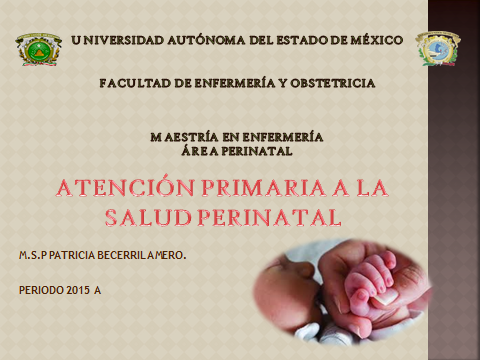 UNIVERSIDAD AUTÓNOMA DEL ESTADO DE MÉXICO
FACULTAD DE ENFERMERÍA Y OBSTETRICIA
MAESTRÍA EN ENFERMERÍA
ÁREA PERINATAL
ATENCIÓN PRIMARIA A LA
SALUD PERINATAL
M.S.P PATRICIA BECERRIL AMERO.
PERIODO 2015 A